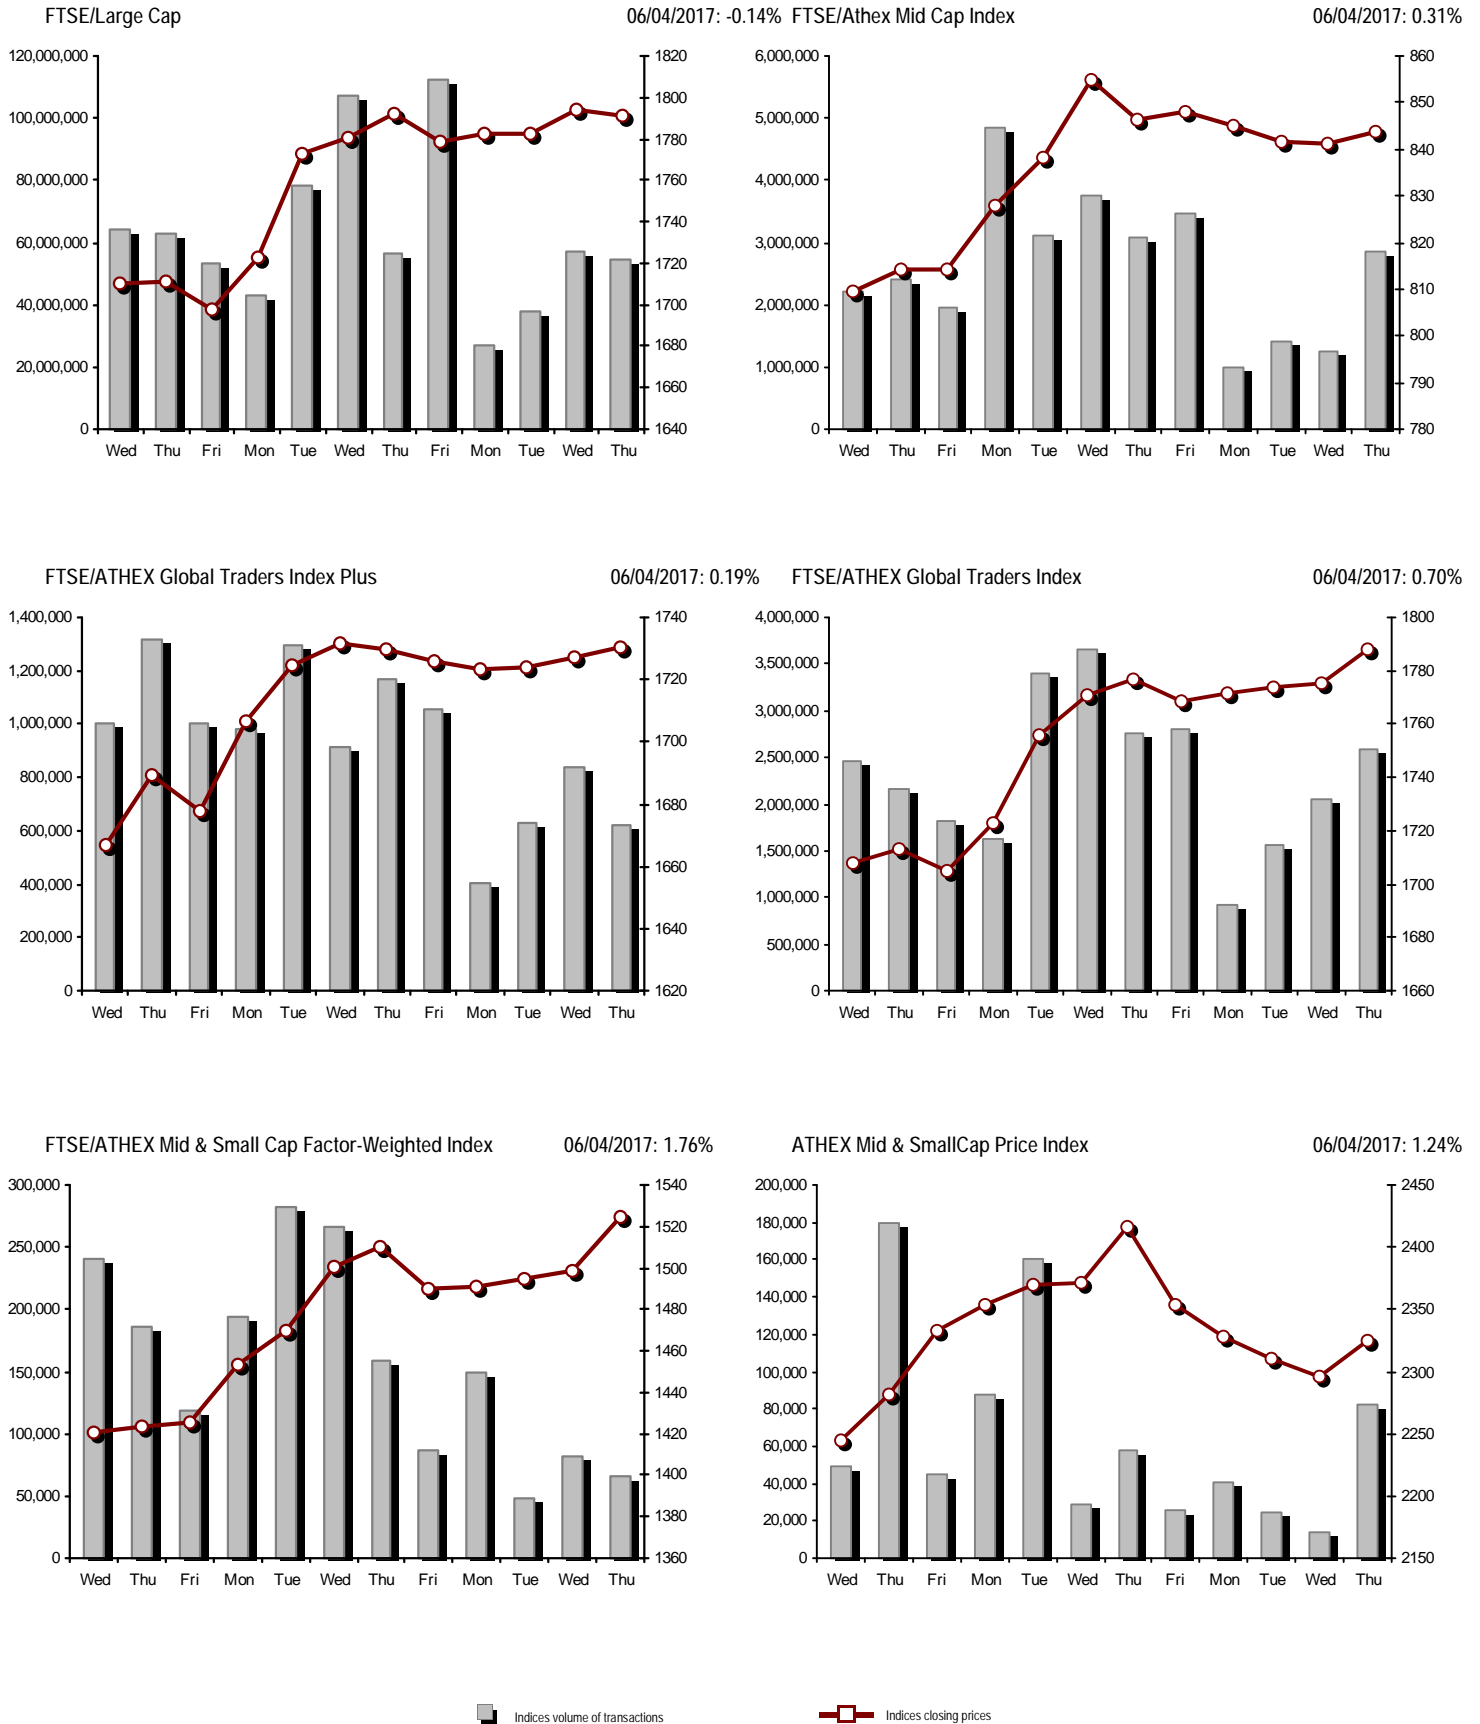 FTSE/Large Cap 06/04/2017: -0.14% FTSE/Athex Mid Cap Index 06/04/2017: 0.31%
120,000,000 1820 6,000,000 860
100,000,000 1800 5,000,000 850
80,000,000 1780 4,000,000 840
60,000,000 1760 3,000,000 830
40,000,000 1740 2,000,000 820
20,000,000 1720 1,000,000 810
0 1700 0 800
1680 790
1660 780
1640
Wed Thu Fri Mon Tue Wed Thu Fri Mon Tue Wed Thu Wed Thu Fri Mon Tue Wed Thu Fri Mon Tue Wed Thu
FTSE/ATHEX Global Traders Index Plus 06/04/2017: 0.19% FTSE/ATHEX Global Traders Index 06/04/2017: 0.70%
1,400,000 1740 4,000,000 1800
1,200,000 1720 3,500,000 1780
1,000,000 1700 3,000,000 1760
800,000 1680 2,500,000 1740
600,000 1660 2,000,000 1720
400,000 1640 1,500,000 1700
200,000 1620 1,000,000 1680
0 500,000 1660
0
Wed Thu Fri Mon Tue Wed Thu Fri Mon Tue Wed Thu Wed Thu Fri Mon Tue Wed Thu Fri Mon Tue Wed Thu
FTSE/ATHEX Mid & Small Cap Factor-Weighted Index 06/04/2017: 1.76% ATHEX Mid & SmallCap Price Index 06/04/2017: 1.24%
300,000 1540 200,000 2450
250,000 1520 180,000 2400
200,000 1500 160,000 2350
150,000 1480 140,000 2300
100,000 1460 120,000 2250
50,000 1440 100,000 2200
0 1420 80,000 2150
1400 60,000
1380 40,000
1360 20,000
0
Wed Thu Fri Mon Tue Wed Thu Fri Mon Tue Wed Thu Wed Thu Fri Mon Tue Wed Thu Fri Mon Tue Wed Thu
Indices volume of transactions Indices closing prices